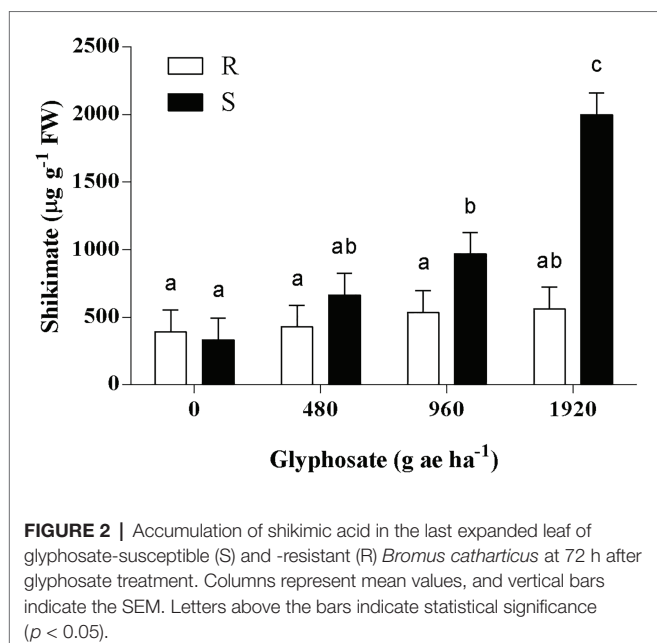 2500
2000
1500
1000
500
0
Shikimate (µg g⁻¹ FW)
R
S
a
a
a
ab
a
b
ab
c
0
480
960
1920
Glyphosate (g ae ha⁻¹)
FIGURE 2 | Accumulation of shikimic acid in the last expanded leaf of
glyphosate-susceptible (S) and -resistant (R) Bromus catharticus at 72 h after
glyphosate treatment. Columns represent mean values, and vertical bars
indicate the SEM. Letters above the bars indicate statistical significance
(p < 0.05).